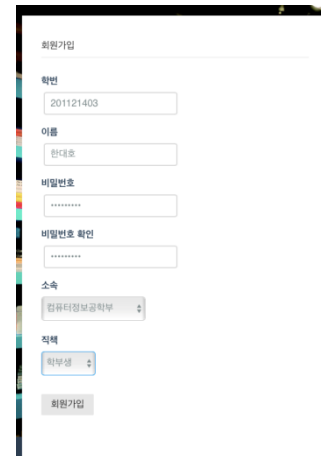 회원가입
학번
201121403
이름
한대호
비밀번호
•••••••••
비밀번호 확인
•••••••••
소속
컴퓨터정보공학부
직책
학부생
회원가입